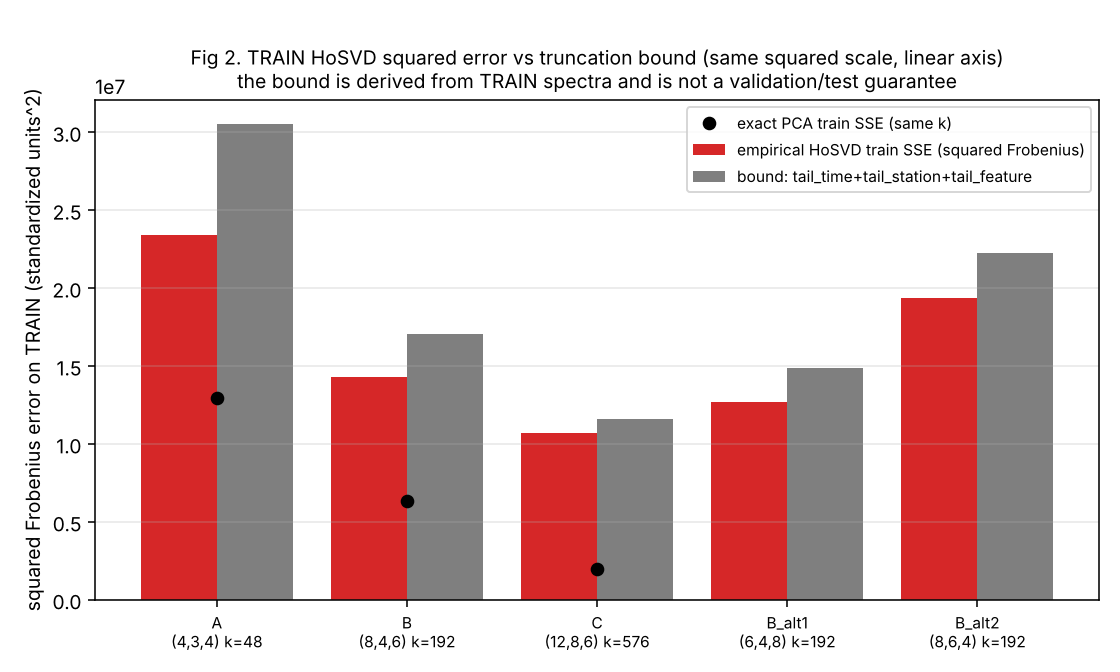 Fig 2. TRAIN HoSVD squared error vs truncation bound (same squared scale, linear axis)
the bound is derived from TRAIN spectra and is not a validation/test guarantee
1e7
squared Frobenius error on TRAIN (standardized units^2)
3.0
2.5
2.0
1.5
1.0
0.5
0.0
exact PCA train SSE (same k)
empirical HoSVD train SSE (squared Frobenius)
bound: tail_time+tail_station+tail_feature
A
(4,3,4) k=48
B
(8,4,6) k=192
C
(12,8,6) k=576
B_alt1
(6,4,8) k=192
B_alt2
(8,6,4) k=192